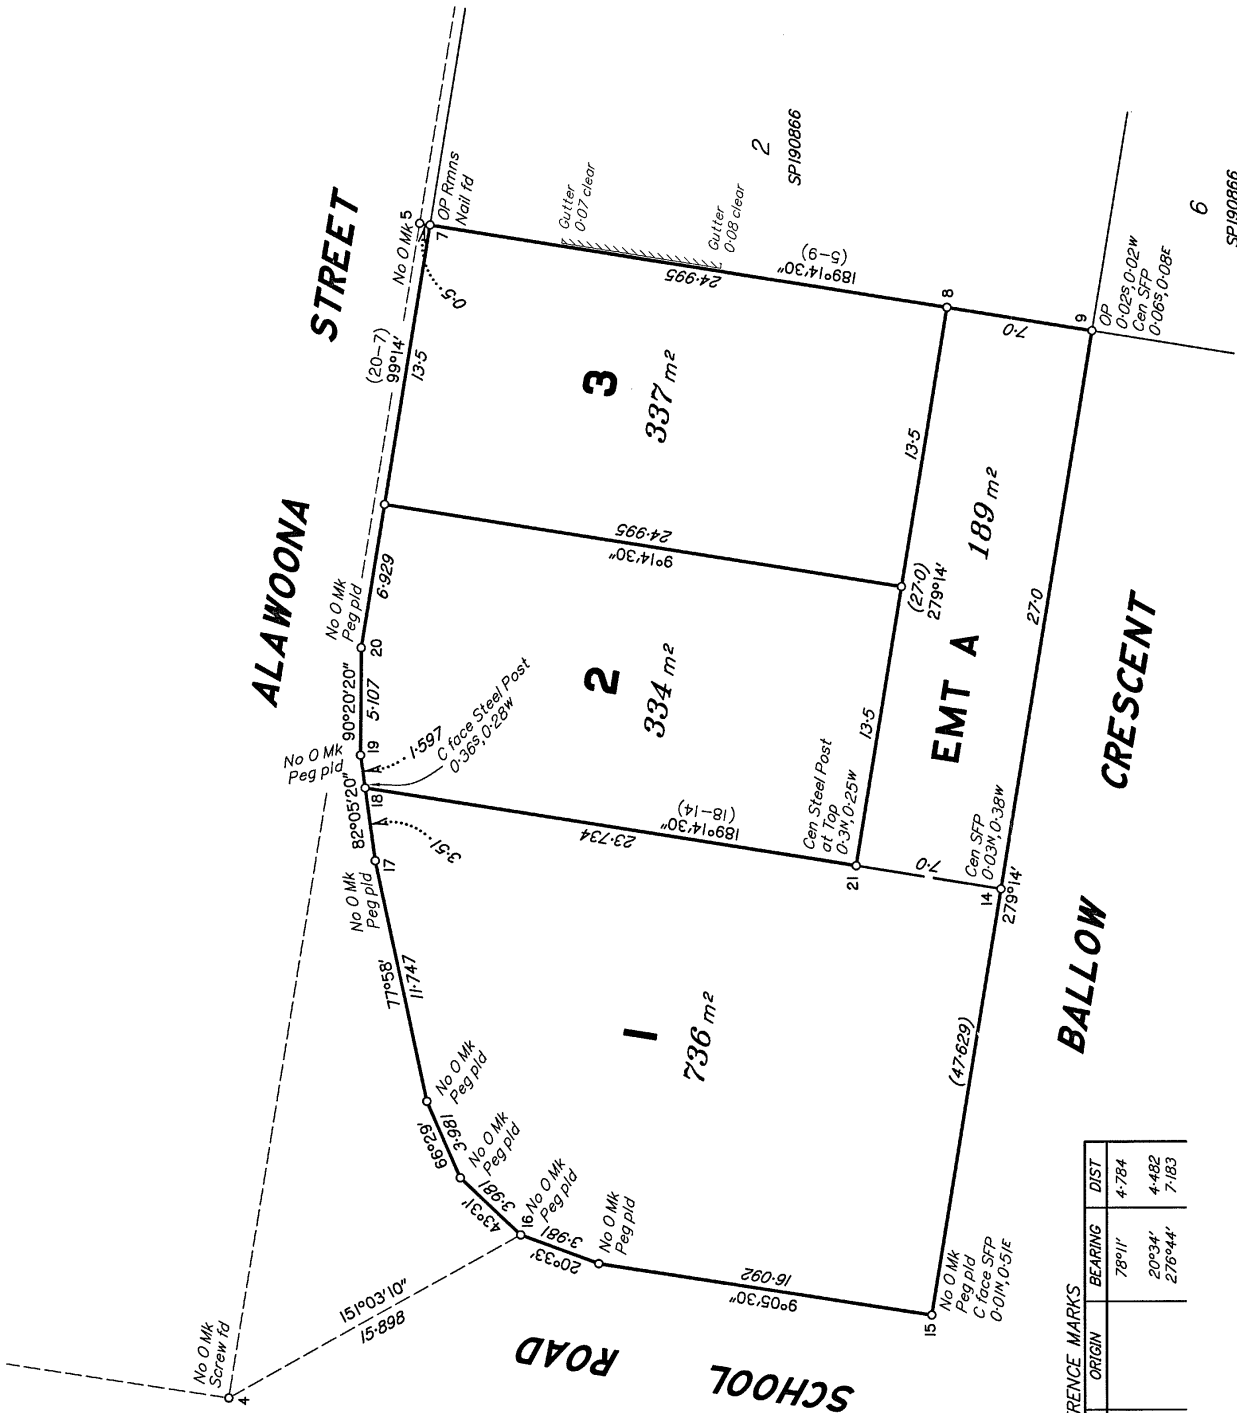 ALAWOONA
STREET
No O Mk
Screw fd
4
151°03'10"
15·898
No O Mk
Peg pld
20
No O Mk
Peg pld
19
90°20'20"
5·107
6·929
(20-7)
99°14'
13·5
No O Mk
5
0·5
OP Rmns
Nail fd
7
Gutter
0·07 clear
Gutter
0·08 clear
2
SP190866
24·995
189°14'30"
(5-9)
1·597
C face Steel Post
0·36S,0·28W
82°05'20"
18
3·51
17
No O Mk
Peg pld
77°58'
11·747
No O Mk
Peg pld
66°29'
3·981
No O Mk
Peg pld
43°31'
3·981
16
No O Mk
Peg pld
20°33'
3·981
No O Mk
Peg pld
9°05'30"
16·092
15
No O Mk
Peg pld
C face SFP
0·01N,0·51E
1
736 m²
23·734
189°14'30"
(18-14)
2
334 m²
24·995
9°14'30"
3
337 m²
Cen Steel Post
at Top
0·3N,0·25W
21
13·5
(27·0)
279°14'
13·5
8
7·0
7·0
Cen SFP
0·03N,0·38W
14
279°14'
EMT A
189 m²
27·0
9
OP
0·02S,0·02W
Cen SFP
0·06S,0·08E
6
SP190866
(47·629)
BALLOW
CRESCENT
SCHOOL
ROAD
RENCE MARKS
ORIGIN BEARING DIST
78°11' 4·784
20°34' 4·482
276°44' 7·183